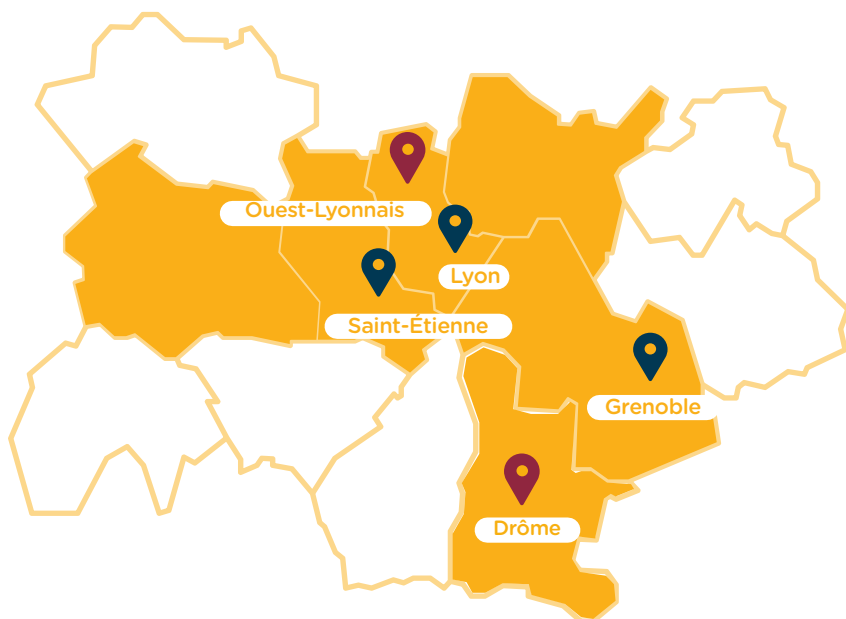 Ouest-Lyonnais
Lyon
Saint-Étienne
Grenoble
Drôme